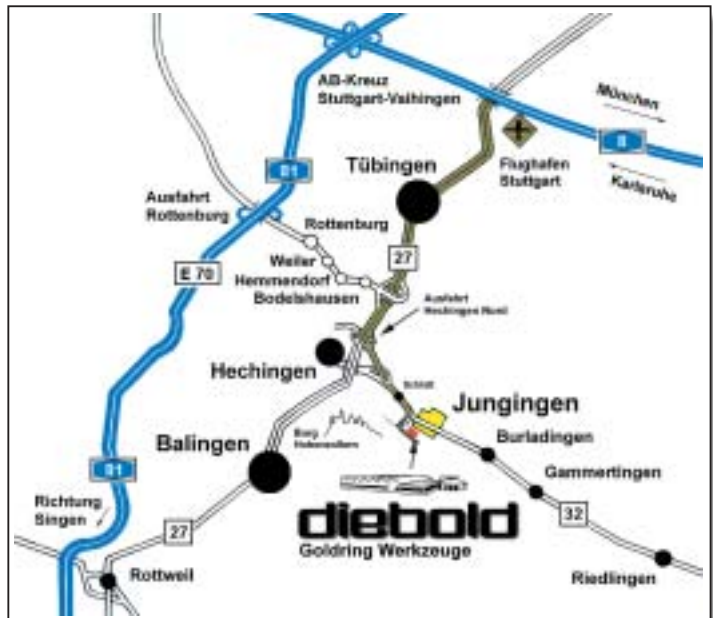 AB-Kreuz
Stuttgart-Vaihingen
München
8
Karlsruhe
Flughafen
Stuttgart
81
Tübingen
Ausfahrt
Rottenburg
Rottenburg
Weiler
Hemmendorf
Bodelshausen
27
E 70
Ausfahrt
Hechingen Nord
Hechingen
Schlatt
Jungingen
Burg
Hohenzollern
Burladingen
Balingen
Gammertingen
81
Richtung
Singen
27
32
diebold
Goldring Werkzeuge
Rottweil
Riedlingen